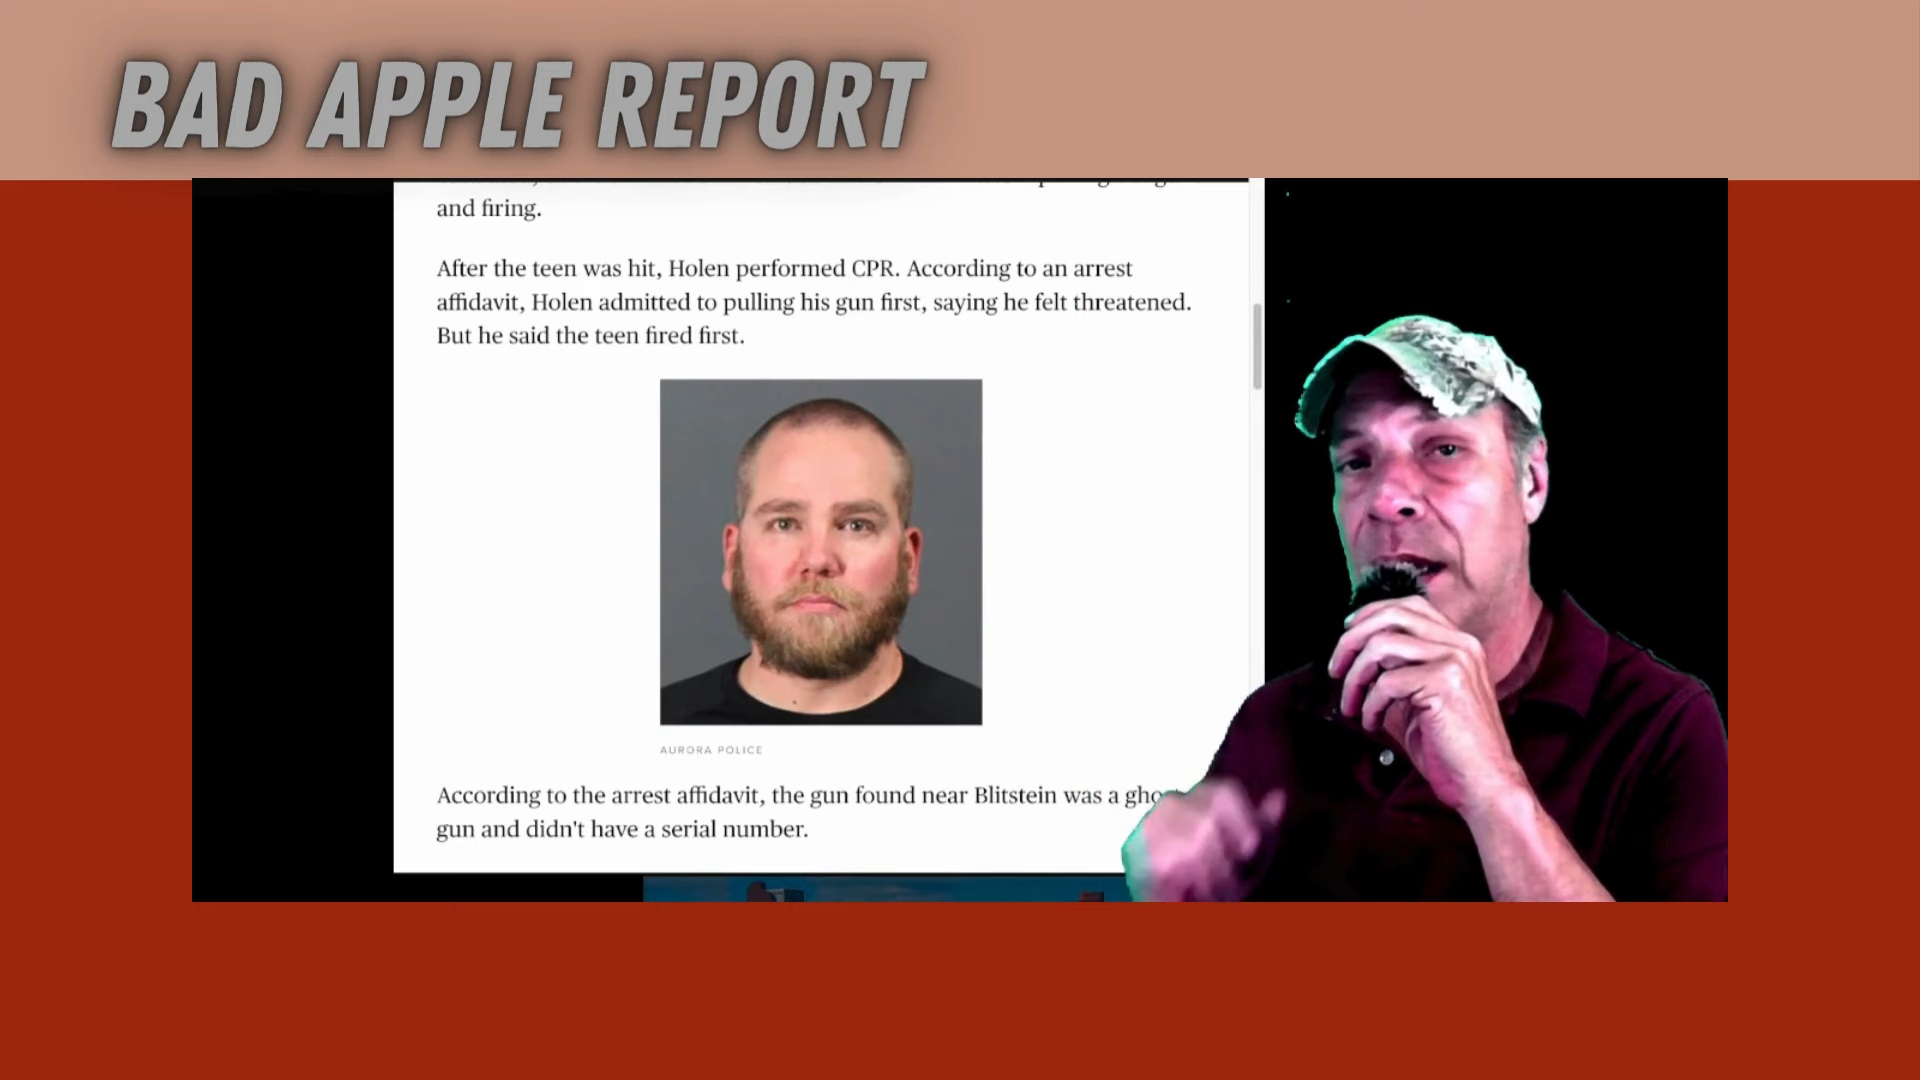 BAD APPLE REPORT
and firing.
After the teen was hit, Holen performed CPR. According to an arrest
affidavit, Holen admitted to pulling his gun first, saying he felt threatened.
But he said the teen fired first.
AURORA POLICE
According to the arrest affidavit, the gun found near Blitstein was a
gun and didn't have a serial number.